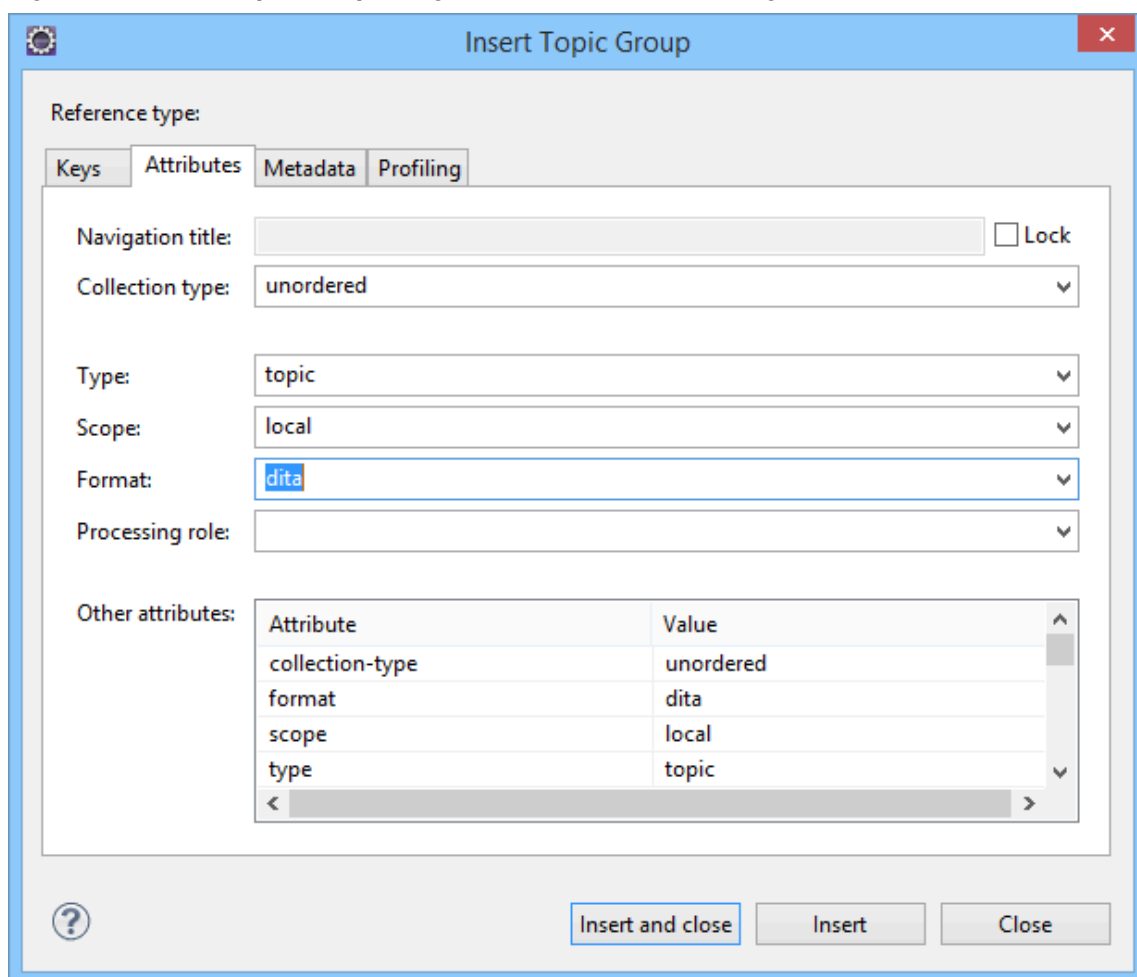 Insert Topic Group
Reference type:
Keys Attributes Metadata Profiling
Navigation title: Lock
Collection type: unordered
Type: topic
Scope: local
Format: dita
Processing role:
Other attributes: Attribute Value
collection-type unordered
format dita
scope local
type topic
Insert and close Insert Close